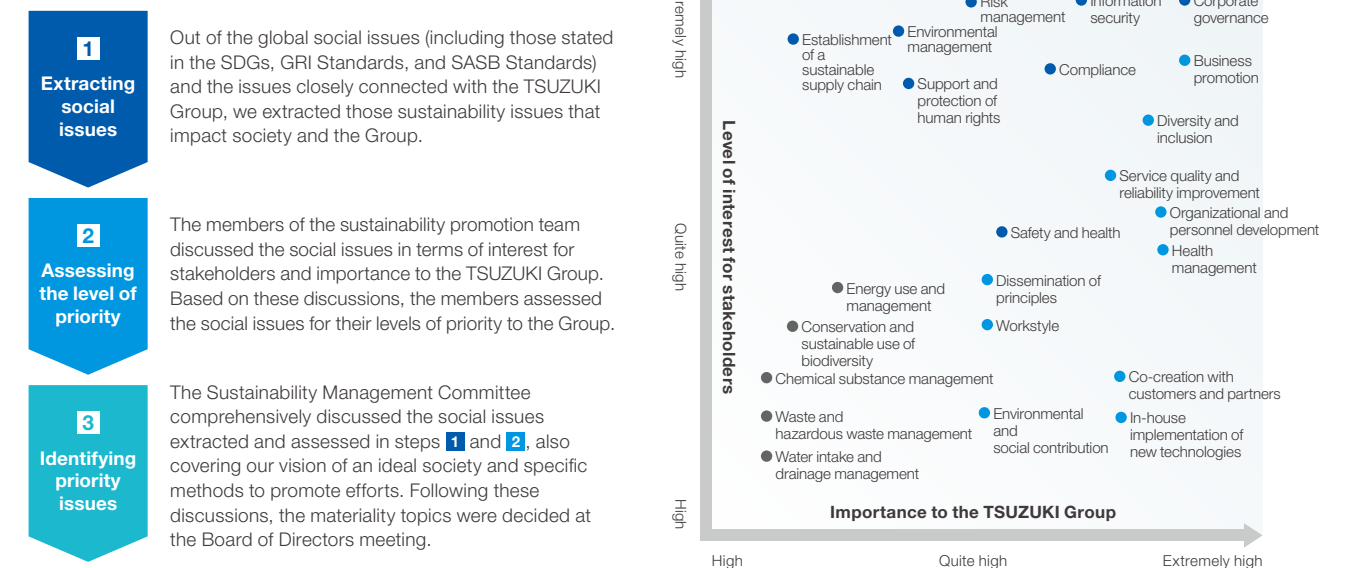 1
Extracting
social
issues
Out of the global social issues (including those stated
in the SDGs, GRI Standards, and SASB Standards)
and the issues closely connected with the TSUZUKI
Group, we extracted those sustainability issues that
impact society and the Group.
2
Assessing
the level of
priority
The members of the sustainability promotion team
discussed the social issues in terms of interest for
stakeholders and importance to the TSUZUKI Group.
Based on these discussions, the members assessed
the social issues for their levels of priority to the Group.
3
Identifying
priority
issues
The Sustainability Management Committee
comprehensively discussed the social issues
extracted and assessed in steps 1 and 2, also
covering our vision of an ideal society and specific
methods to promote efforts. Following these
discussions, the materiality topics were decided at
the Board of Directors meeting.
remely high
Quite high
High
Level of interest for stakeholders
Risk
management
Information
security
Corporate
governance
Establishment
of a
sustainable
supply chain
Environmental
management
Support and
protection of
human rights
Compliance
Business
promotion
Diversity and
inclusion
Service quality and
reliability improvement
Organizational and
personnel development
Safety and health
Health
management
Energy use and
management
Dissemination of
principles
Conservation and
sustainable use of
biodiversity
Workstyle
Chemical substance management
Co-creation with
customers and partners
Waste and
hazardous waste management
Environmental
and
social contribution
In-house
implementation of
new technologies
Water intake and
drainage management
Importance to the TSUZUKI Group
High
Quite high
Extremely high